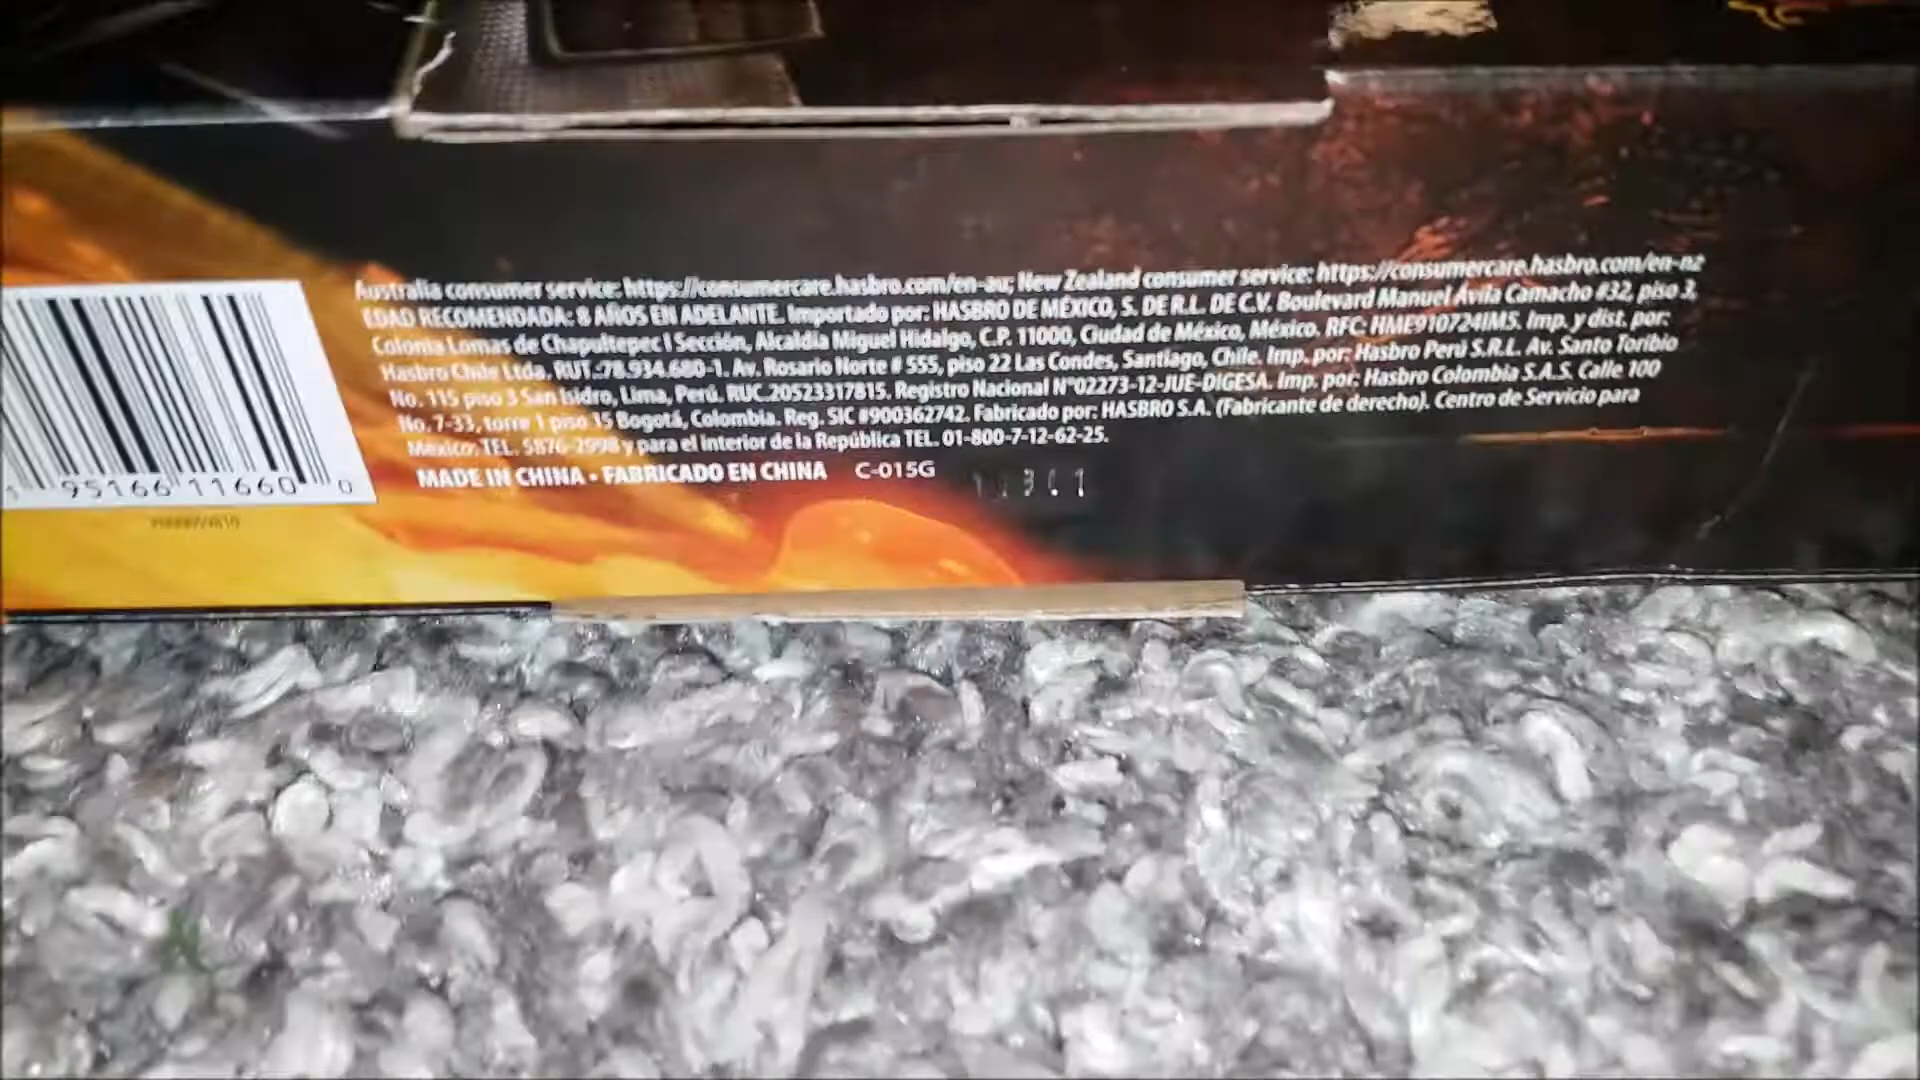 Australia consumer service: https://consumercare.hasbro.com/en-au; New Zealand consumer service: https://consumercare.hasbro.com/en-nz
EDAD RECOMENDADA: 8 AÑOS EN ADELANTE. Importado por: HASBRO DE MÉXICO, S. DE R.L. DE C.V. Boulevard Manuel Ávila Camacho #32, piso 3,
Colonia Lomas de Chapultepec I Sección, Alcaldía Miguel Hidalgo, C.P. 11000, Ciudad de México, México. RFC: HME910724IM5. Imp. y dist. por:
Hasbro Chile Ltda. RUT.:78.934.680-1. Av. Rosario Norte # 555, piso 22 Las Condes, Santiago, Chile. Imp. por: Hasbro Perú S.R.L. Av. Santo Toribio
No. 115 piso 3 San Isidro, Lima, Perú. RUC.20523317815. Registro Nacional N°02273-12-JUE-DIGESA. Imp. por: Hasbro Colombia S.A.S. Calle 100
No. 7-33, torre 1 piso 15 Bogotá, Colombia. Reg. SIC #900362742. Fabricado por: HASBRO S.A. (Fabricante de derecho). Centro de Servicio para
México: TEL. 5876-2998 y para el interior de la República TEL. 01-800-7-12-62-25.
MADE IN CHINA • FABRICADO EN CHINA C-015G
95166 11660 0